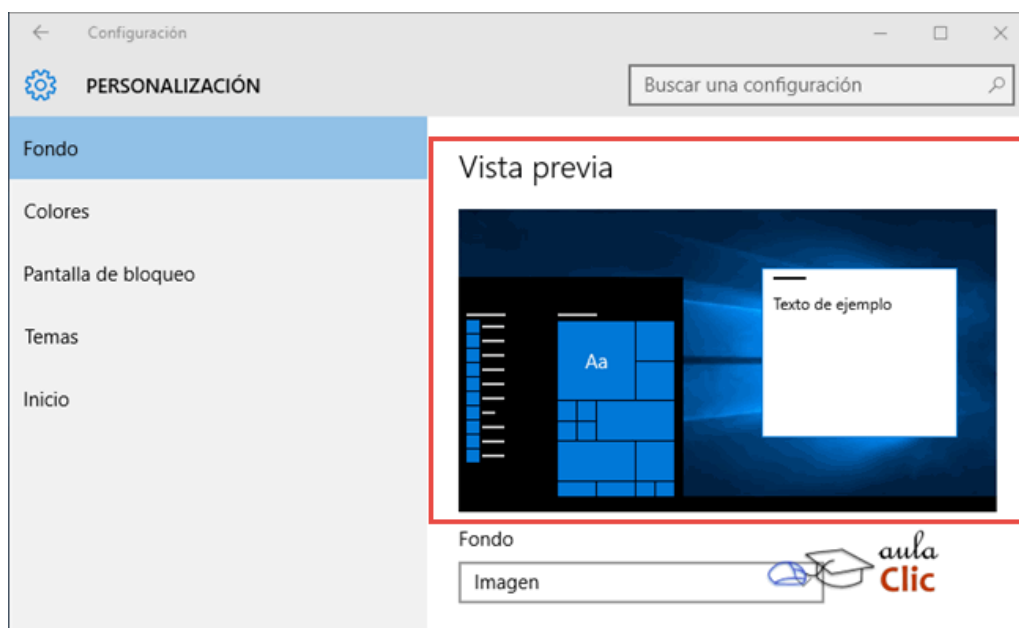 Configuración
PERSONALIZACIÓN
Buscar una configuración
Fondo
Colores
Pantalla de bloqueo
Temas
Inicio
Vista previa
Texto de ejemplo
Aa
Fondo
Imagen
aula
Clic